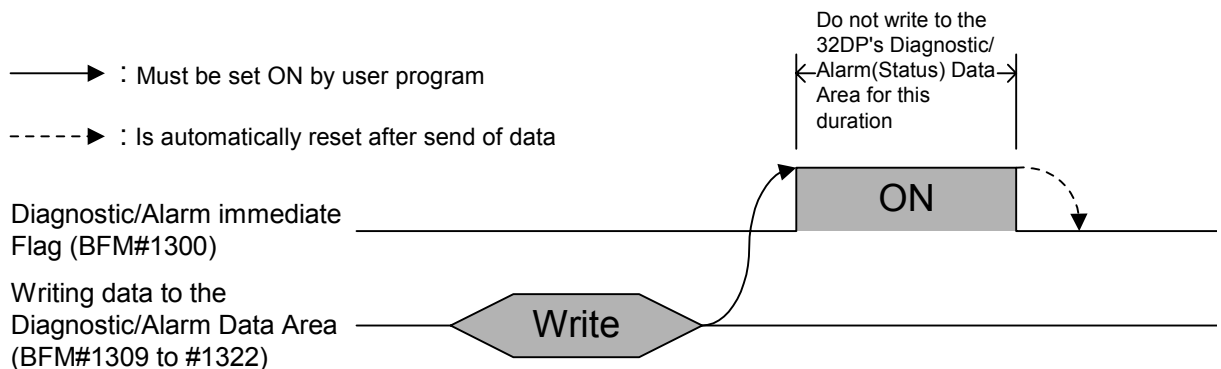 Do not write to the
32DP's Diagnostic/
Alarm(Status) Data
Area for this
duration
: Must be set ON by user program
: Is automatically reset after send of data
ON
Diagnostic/Alarm immediate
Flag (BFM#1300)
Writing data to the
Diagnostic/Alarm Data Area
(BFM#1309 to #1322)
Write